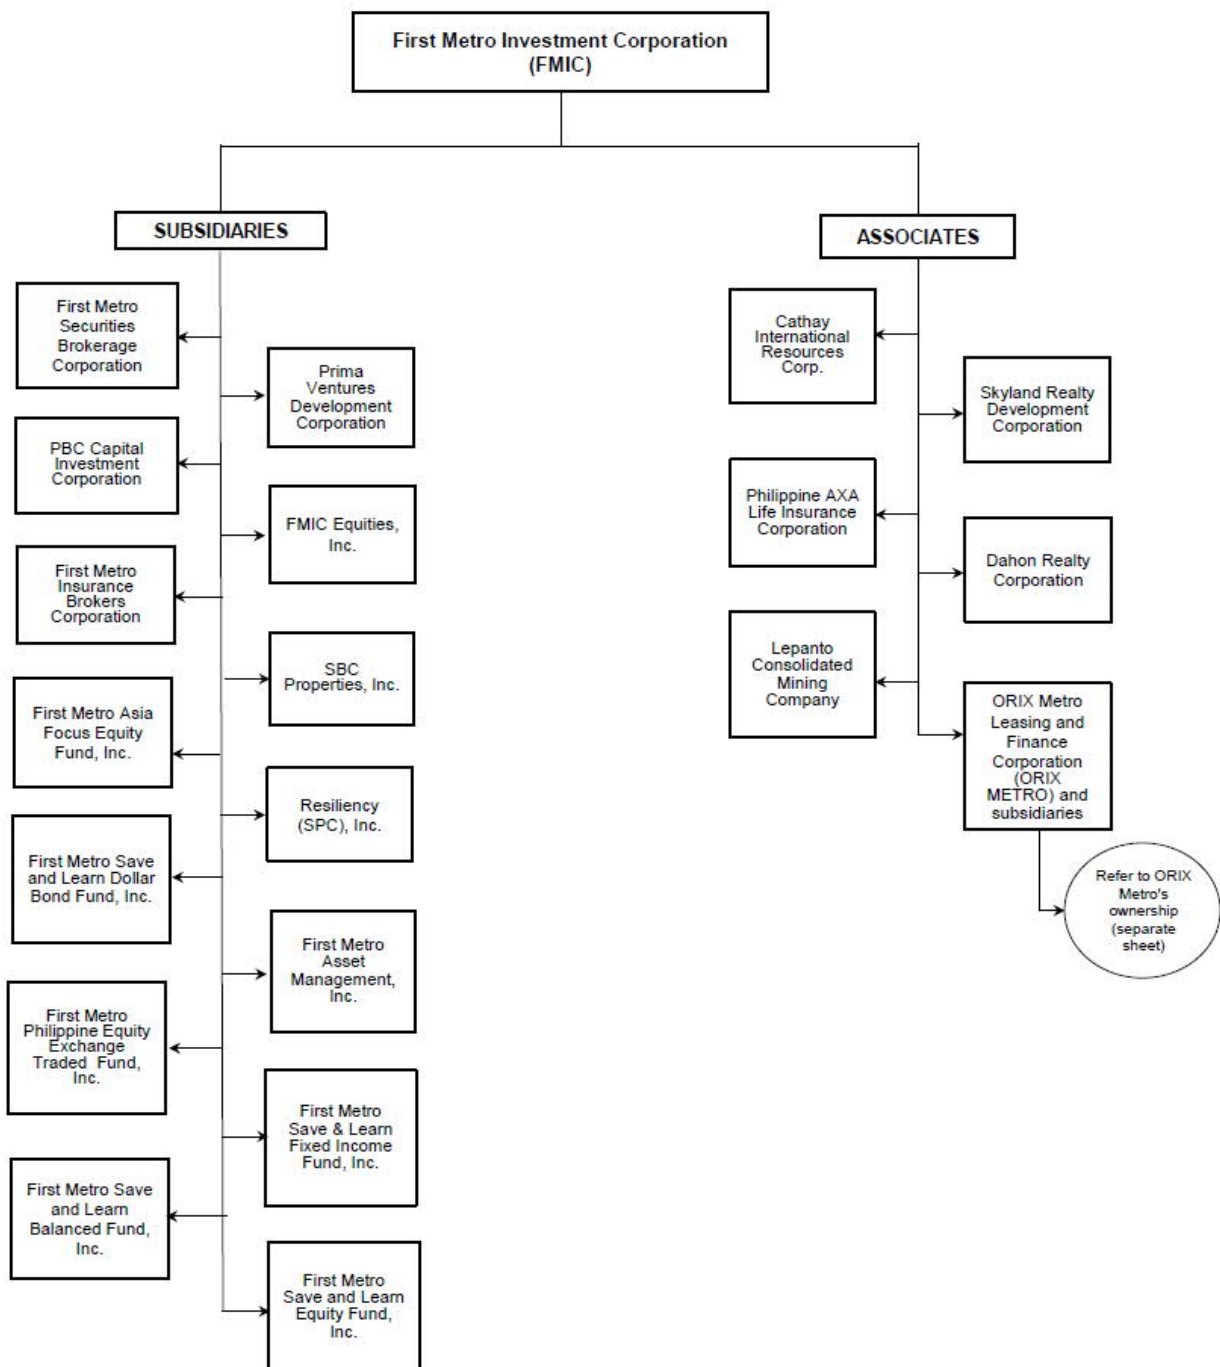 First Metro Investment Corporation
(FMIC)
SUBSIDIARIES
First Metro
Securities
Brokerage
Corporation
Prima
Ventures
Development
Corporation
PBC Capital
Investment
Corporation
FMIC Equities,
Inc.
First Metro
Insurance
Brokers
Corporation
SBC
Properties, Inc.
First Metro Asia
Focus Equity
Fund, Inc.
Resiliency
(SPC), Inc.
First Metro Save
and Learn Dollar
Bond Fund, Inc.
First Metro
Asset
Management,
Inc.
First Metro
Philippine Equity
Exchange
Traded Fund,
Inc.
First Metro
Save & Learn
Fixed Income
Fund, Inc.
First Metro Save
and Learn
Balanced Fund,
Inc.
First Metro
Save and Learn
Equity Fund,
Inc.
ASSOCIATES
Cathay
International
Resources
Corp.
Skyland Realty
Development
Corporation
Philippine AXA
Life Insurance
Corporation
Dahon Realty
Corporation
Lepanto
Consolidated
Mining
Company
ORIX Metro
Leasing and
Finance
Corporation
(ORIX
METRO) and
subsidiaries
Refer to ORIX
Metro's
ownership
(separate
sheet)